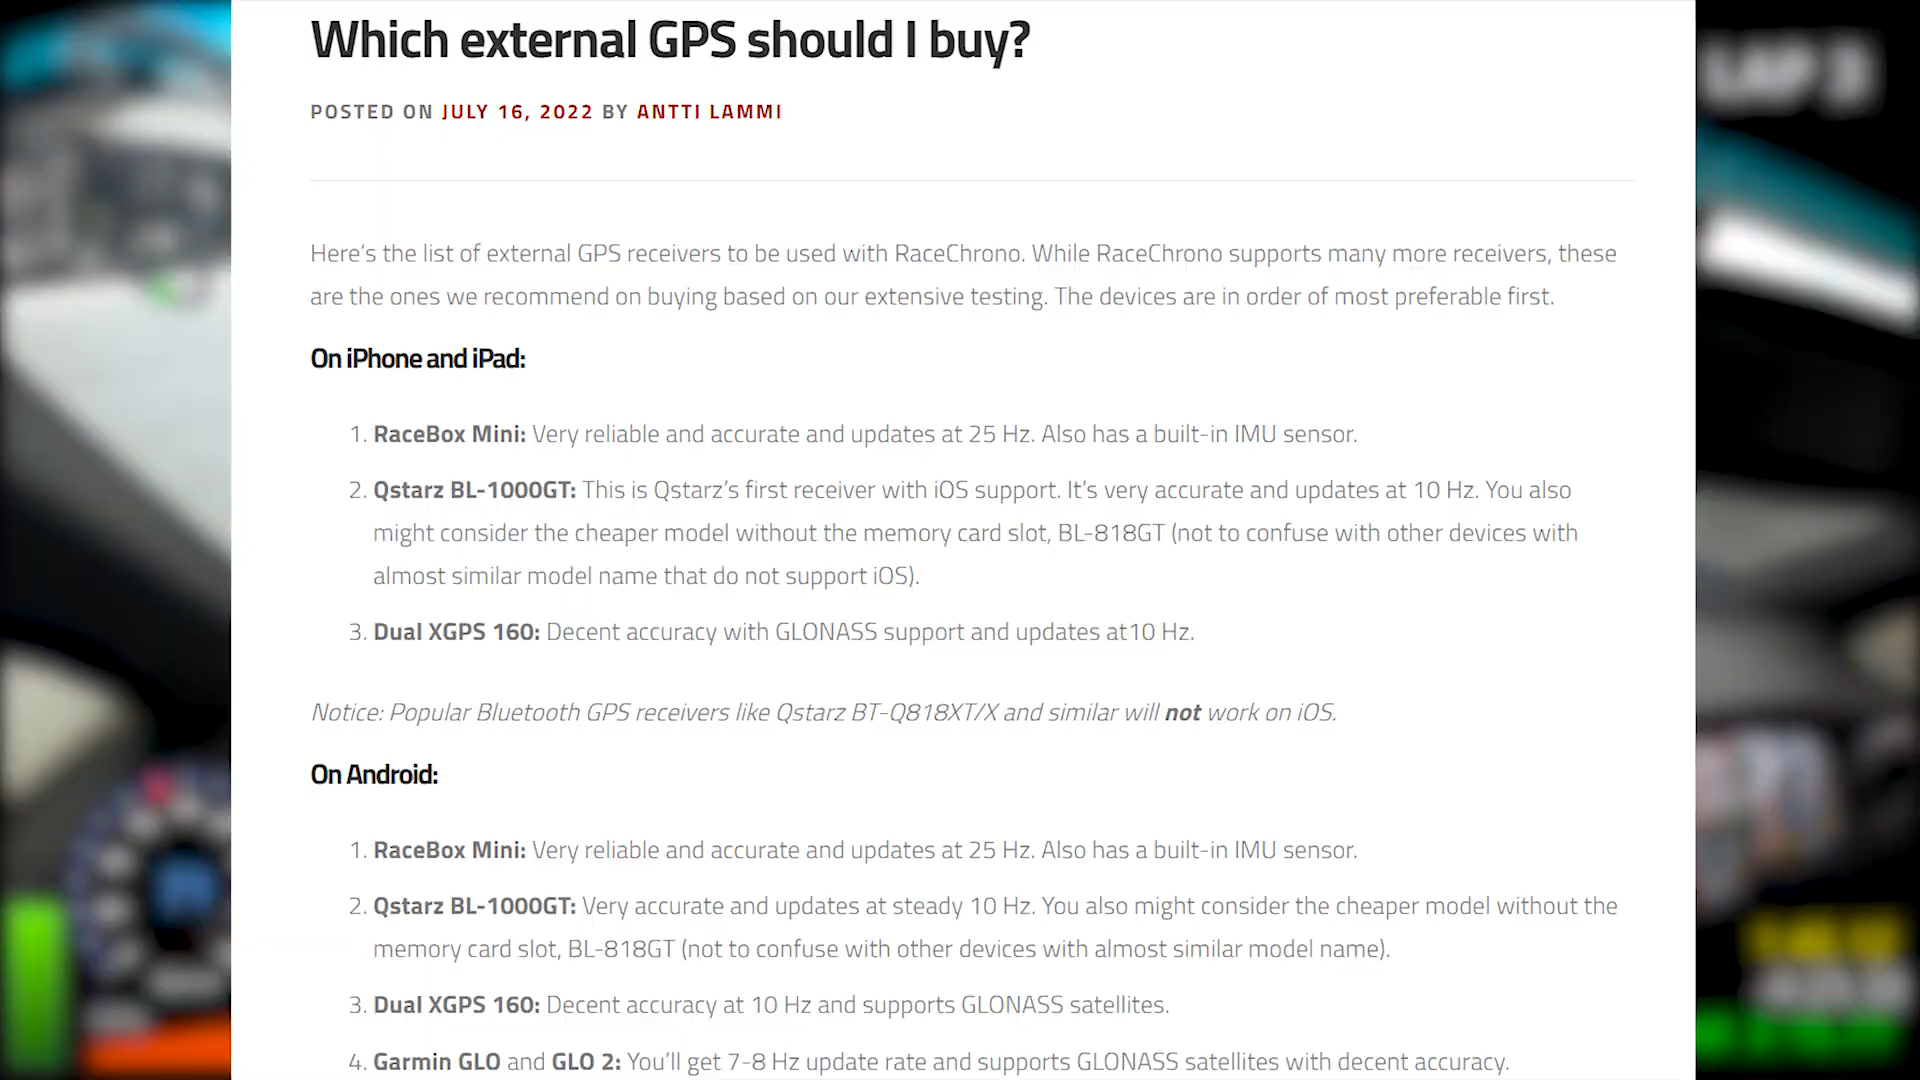 Which external GPS should I buy?
POSTED ON JULY 16, 2022 BY ANTTI LAMMI
Here's the list of external GPS receivers to be used with RaceChrono. While RaceChrono supports many more receivers, these
are the ones we recommend on buying based on our extensive testing. The devices are in order of most preferable first.
On iPhone and iPad:
1. RaceBox Mini: Very reliable and accurate and updates at 25 Hz. Also has a built-in IMU sensor.
2. Qstarz BL-1000GT: This is Qstarz's first receiver with iOS support. It's very accurate and updates at 10 Hz. You also
might consider the cheaper model without the memory card slot, BL-818GT (not to confuse with other devices with
almost similar model name that do not support iOS).
3. Dual XGPS 160: Decent accuracy with GLONASS support and updates at10 Hz.
Notice: Popular Bluetooth GPS receivers like Qstarz BT-Q818XT/X and similar will not work on iOS.
On Android:
1. RaceBox Mini: Very reliable and accurate and updates at 25 Hz. Also has a built-in IMU sensor.
2. Qstarz BL-1000GT: Very accurate and updates at steady 10 Hz. You also might consider the cheaper model without the
memory card slot, BL-818GT (not to confuse with other devices with almost similar model name).
3. Dual XGPS 160: Decent accuracy at 10 Hz and supports GLONASS satellites.
4. Garmin GLO and GLO 2: You'll get 7-8 Hz update rate and supports GLONASS satellites with decent accuracy.
LAP 3